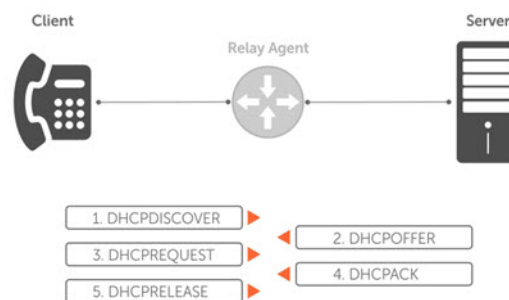 Client
Server
Relay Agent
1. DHCPDISCOVER
2. DHCPOFFER
3. DHCPREQUEST
4. DHCPACK
5. DHCPRELEASE